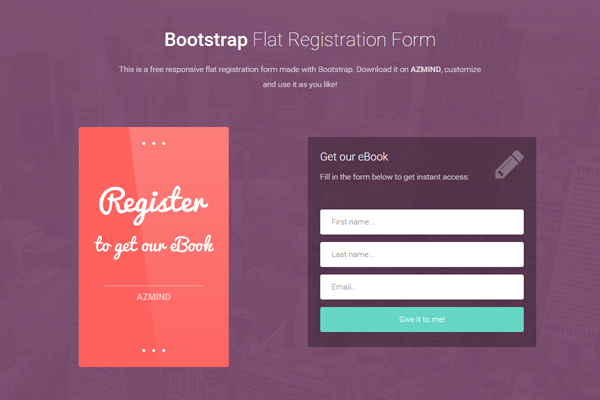 Bootstrap Flat Registration Form
This is a free responsive flat registration form made with Bootstrap. Download it on AZMIND, customize
and use it as you like!
Register
to get our eBook
AZMIND
Get our eBook
Fill in the form below to get instant access:
First name...
Last name...
Email...
Give it to me!